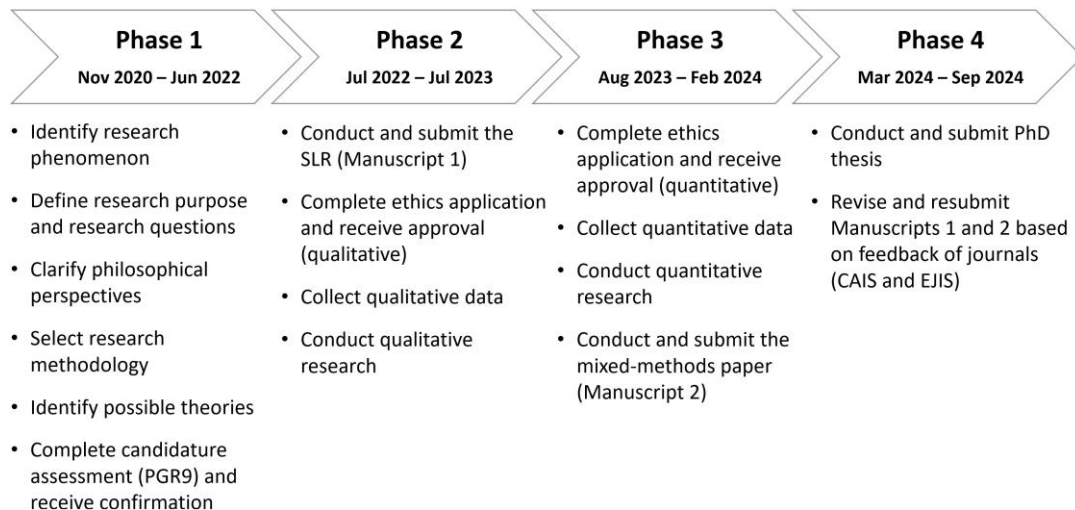 Phase 1
Nov 2020 – Jun 2022
• Identify research
phenomenon
• Define research purpose
and research questions
• Clarify philosophical
perspectives
• Select research
methodology
• Identify possible theories
• Complete candidature
assessment (PGR9) and
receive confirmation
Phase 2
Jul 2022 – Jul 2023
• Conduct and submit the
SLR (Manuscript 1)
• Complete ethics application
and receive approval
(qualitative)
• Collect qualitative data
• Conduct qualitative
research
Phase 3
Aug 2023 – Feb 2024
• Complete ethics
application and receive
approval (quantitative)
• Collect quantitative data
• Conduct quantitative
research
• Conduct and submit the
mixed-methods paper
(Manuscript 2)
Phase 4
Mar 2024 – Sep 2024
• Conduct and submit PhD
thesis
• Revise and resubmit
Manuscripts 1 and 2 based
on feedback of journals
(CAIS and EJIS)